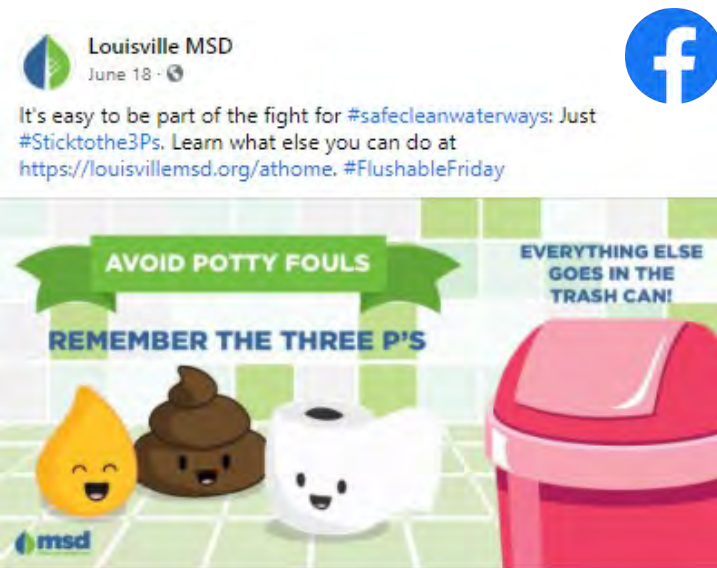 Louisville MSD
June 18 ·
It's easy to be part of the fight for #safecleanwaterways: Just
#Sticktothe3Ps. Learn what else you can do at
https://louisvillemsd.org/athome. #FlushableFriday
AVOID POTTY FOULS
REMEMBER THE THREE P'S
EVERYTHING ELSE
GOES IN THE
TRASH CAN!
msd